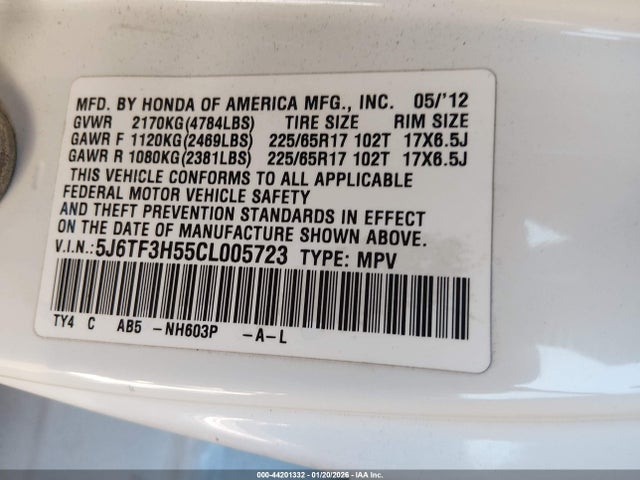 MFD. BY HONDA OF AMERICA MFG., INC. 05/'12
GVWR 2170KG(4784LBS) TIRE SIZE RIM SIZE
GAWR F 1120KG(2469LBS) 225/65R17 102T 17X6.5J
GAWR R 1080KG(2381LBS) 225/65R17 102T 17X6.5J
THIS VEHICLE CONFORMS TO ALL APPLICABLE
FEDERAL MOTOR VEHICLE SAFETY
AND THEFT PREVENTION STANDARDS IN EFFECT
ON THE DATE OF MANUFACTURE SHOWN ABOVE.
V.I.N.:5J6TF3H55CL005723 TYPE: MPV
TY4 C AB5 -NH603P -A-L
000-44201332 - 01/20/2026 - IAA Inc.